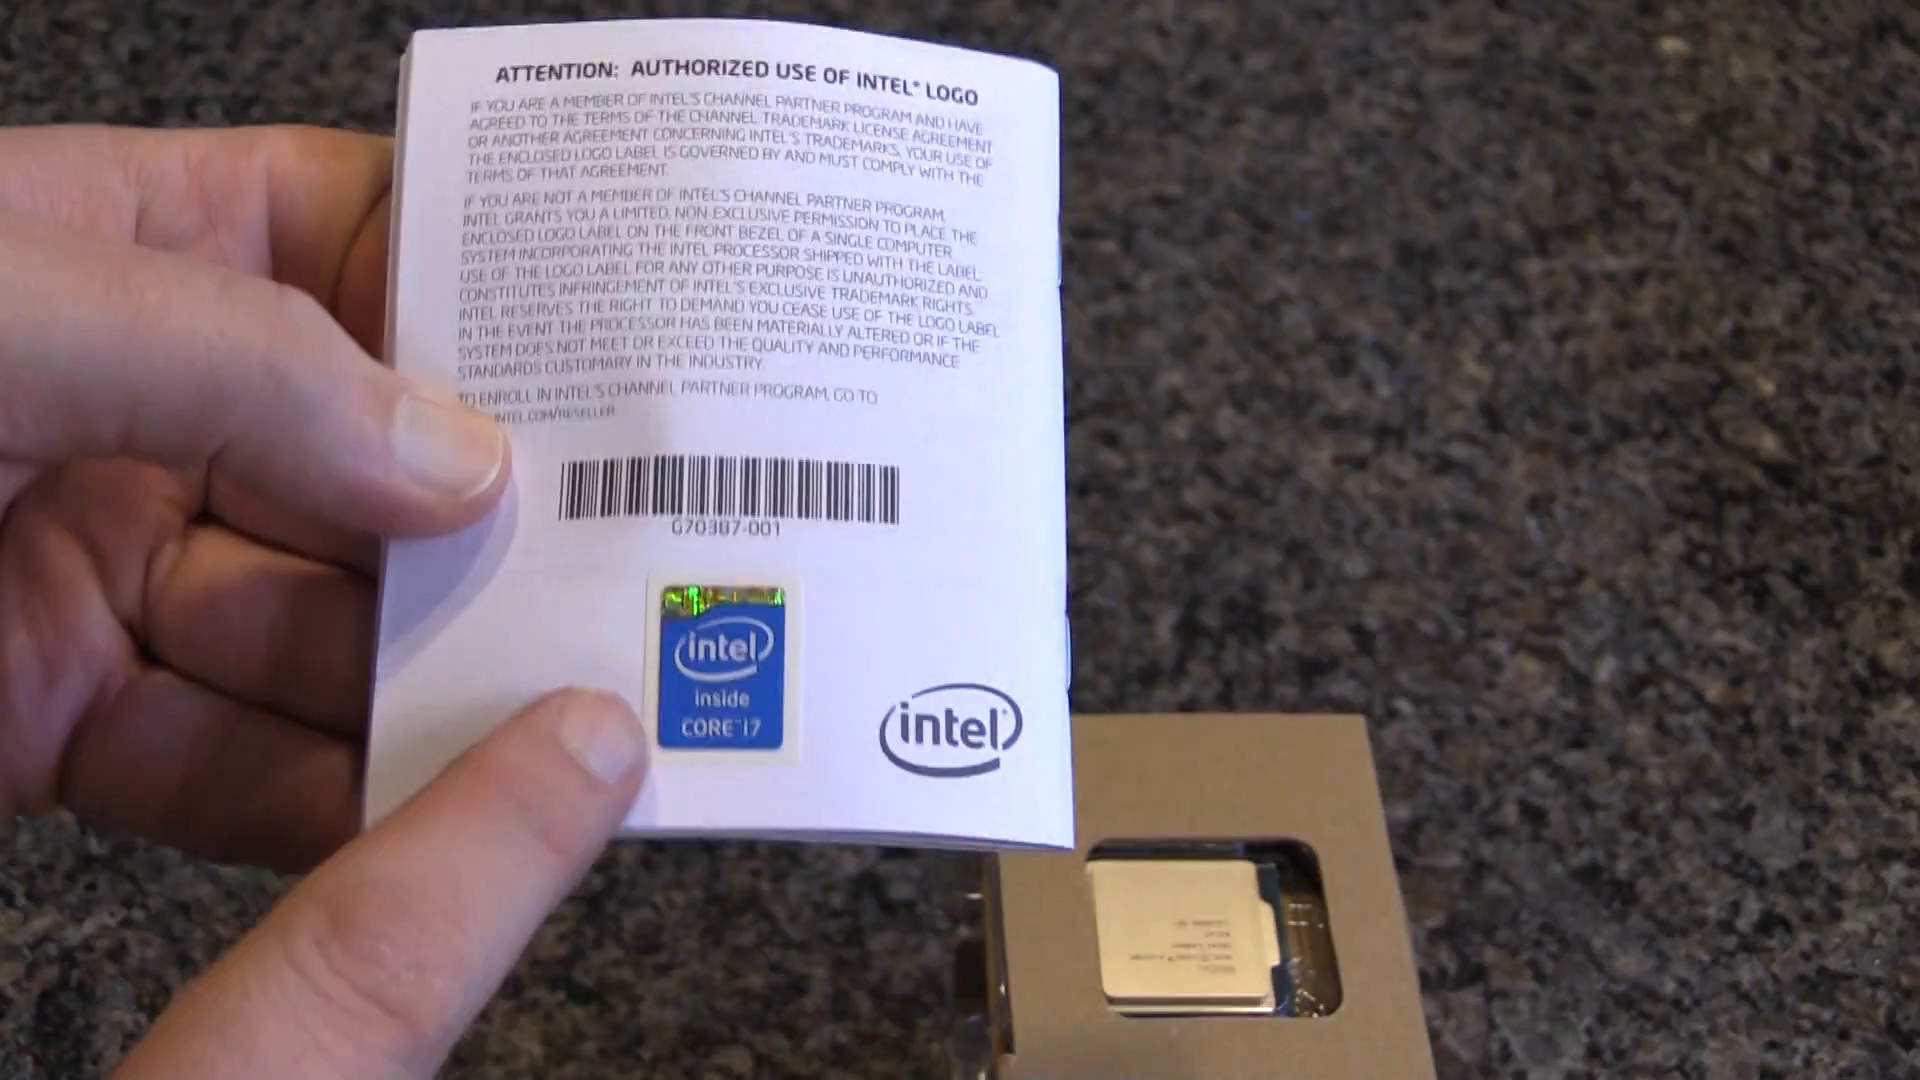 ATTENTION: AUTHORIZED USE OF INTEL® LOGO
IF YOU ARE A MEMBER OF INTEL'S CHANNEL PARTNER PROGRAM AND HAVE
AGREED TO THE TERMS OF THE CHANNEL TRADEMARK LICENSE AGREEMENT
OR ANOTHER AGREEMENT CONCERNING INTEL'S TRADEMARKS, YOUR USE OF
THE ENCLOSED LOGO LABEL IS GOVERNED BY AND MUST COMPLY WITH THE
TERMS OF THAT AGREEMENT.
IF YOU ARE NOT A MEMBER OF INTEL'S CHANNEL PARTNER PROGRAM,
INTEL GRANTS YOU A LIMITED, NON-EXCLUSIVE PERMISSION TO PLACE THE
ENCLOSED LOGO LABEL ON THE FRONT BEZEL OF A SINGLE COMPUTER
SYSTEM INCORPORATING THE INTEL PROCESSOR SHIPPED WITH THE LABEL.
USE OF THE LOGO LABEL FOR ANY OTHER PURPOSE IS UNAUTHORIZED AND
CONSTITUTES INFRINGEMENT OF INTEL'S EXCLUSIVE TRADEMARK RIGHTS.
INTEL RESERVES THE RIGHT TO DEMAND YOU CEASE USE OF THE LOGO LABEL
IN THE EVENT THE PROCESSOR HAS BEEN MATERIALLY ALTERED OR IF THE
SYSTEM DOES NOT MEET OR EXCEED THE QUALITY AND PERFORMANCE
STANDARDS CUSTOMARY IN THE INDUSTRY.
TO ENROLL IN INTEL'S CHANNEL PARTNER PROGRAM, GO TO
INTEL.COM/RESELLER
G70387-001
intel
inside
CORE™ i7
intel®